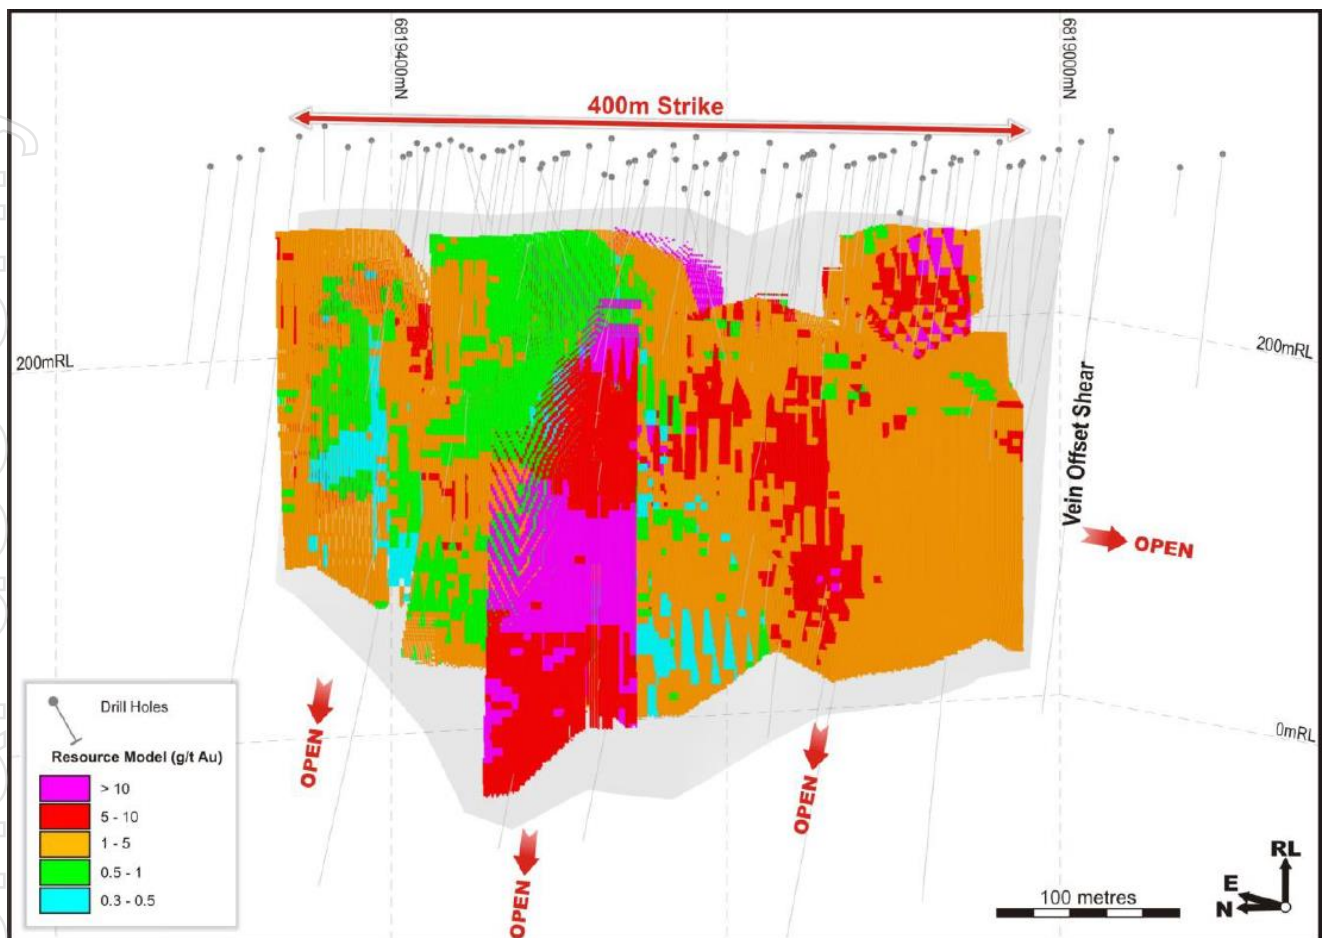 6819400mN
6819000mN
400m Strike
200mRL
200mRL
Vein Offset Shear
OPEN
0mRL
OPEN
OPEN
OPEN
Drill Holes
Resource Model (g/t Au)
> 10
5 - 10
1 - 5
0.5 - 1
0.3 - 0.5
100 metres
RL
E
N